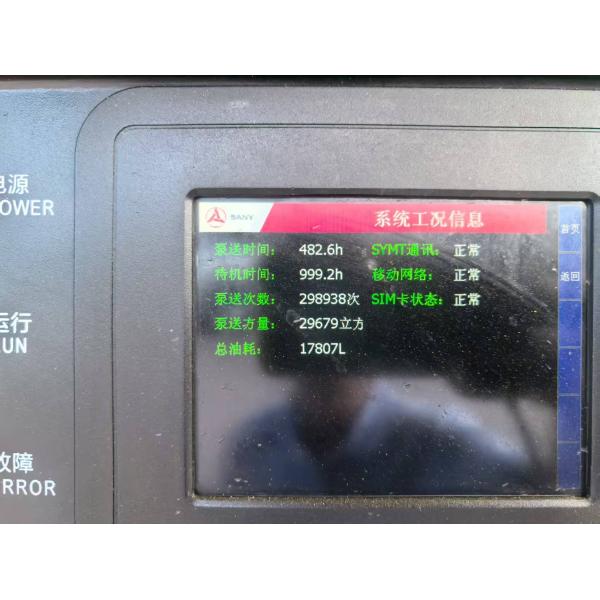 电源
OWER
运行
UN
故障
RROR
SANY
系统工况信息
首页
泵送时间： 482.6h SYMT通讯： 正常
待机时间： 999.2h 移动网络： 正常
返回
泵送次数： 298938次 SIM卡状态： 正常
泵送方量： 29679立方
总油耗： 17807L